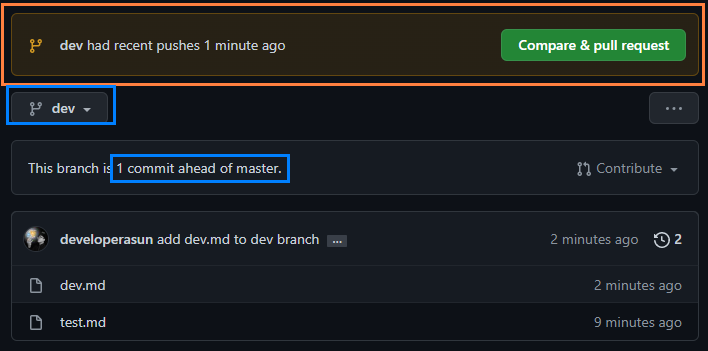 dev had recent pushes 1 minute ago
Compare & pull request
dev
...
This branch is 1 commit ahead of master.
Contribute
developerasun add dev.md to dev branch ...
2 minutes ago
2
dev.md
2 minutes ago
test.md
9 minutes ago